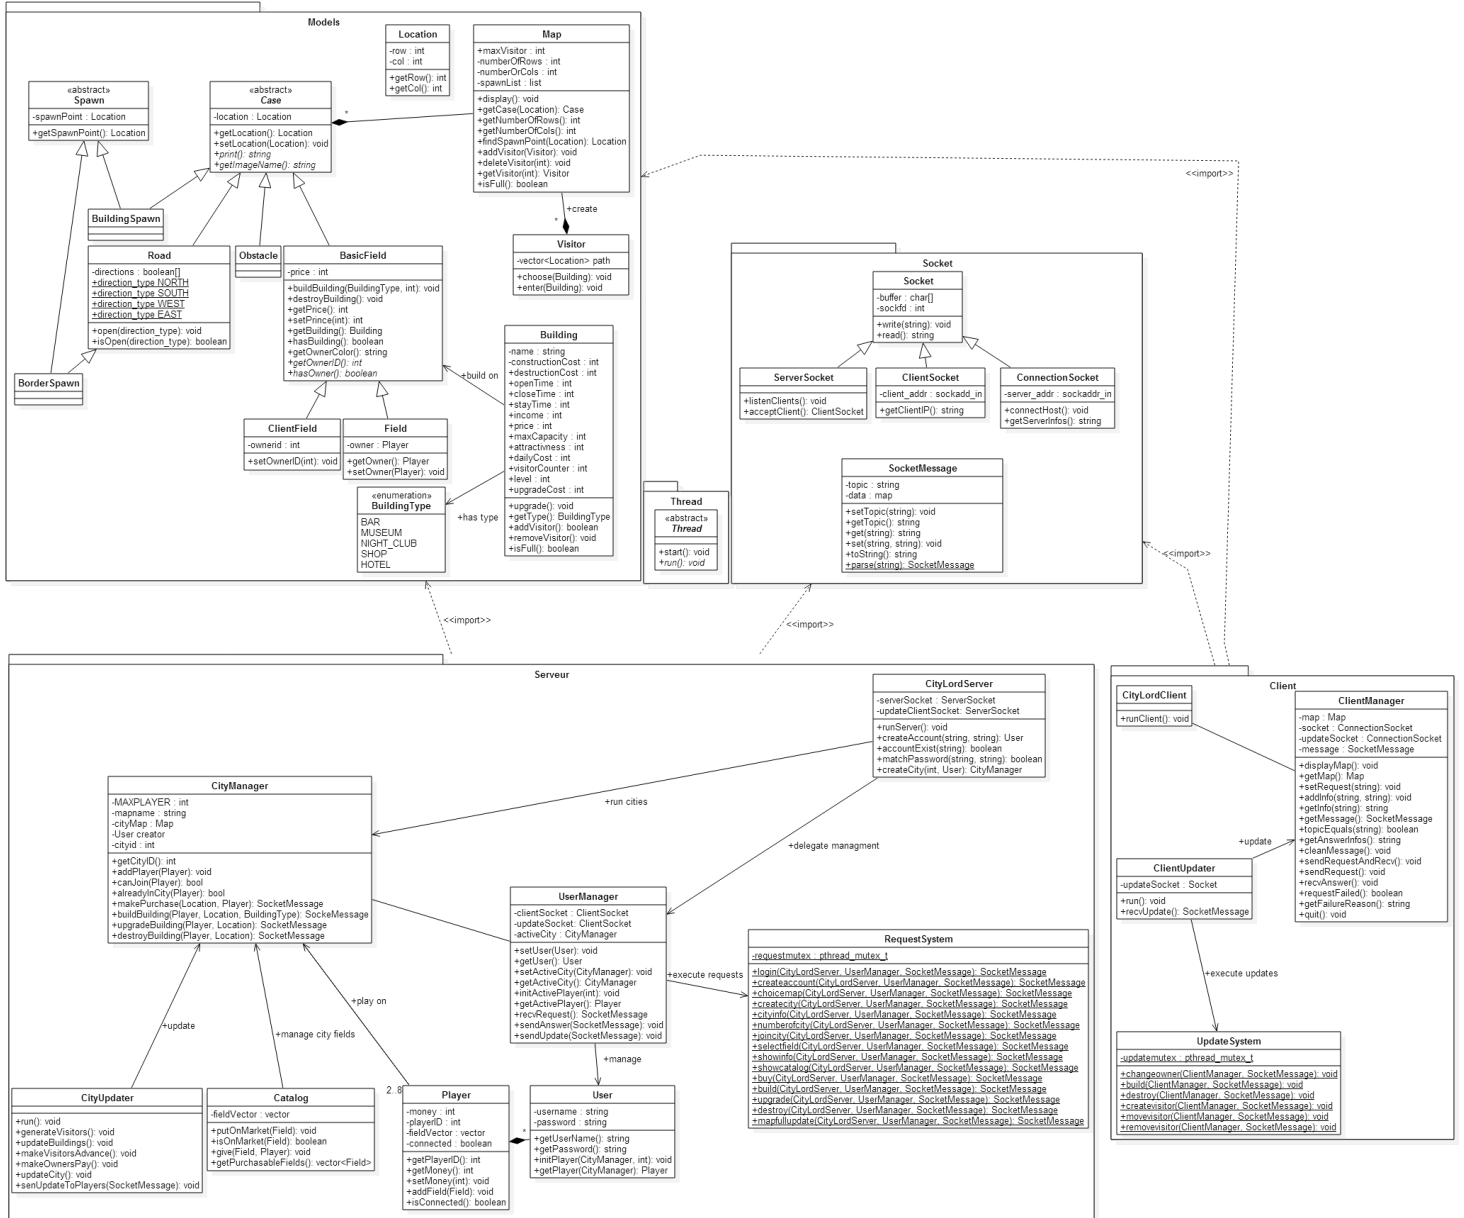 Models
Location
-row : int
-col : int
+getRow(): int
+getCol(): int
Map
+maxVisitor : int
-numberOfRows : int
-numberOrCols : int
-spawnList : list
+display(): void
+getCase(Location): Case
+getNumberOfRows(): int
+getNumberOfCols(): int
+findSpawnPoint(Location): Location
+addVisitor(Visitor): void
+deleteVisitor(int): void
+getVisitor(int): Visitor
+isFull(): boolean
«abstract»
Spawn
-spawnPoint : Location
+getSpawnPoint(): Location
«abstract»
Case
-location : Location
+getLocation(): Location
+setLocation(Location): void
+print(): string
+getImageName(): string
*
+create
*
BuildingSpawn
Road
-directions : boolean[]
+direction_type NORTH
+direction_type SOUTH
+direction_type WEST
+direction_type EAST
+open(direction_type): void
+isOpen(direction_type): boolean
Obstacle
BasicField
-price : int
+buildBuilding(BuildingType, int): void
+destroyBuilding(): void
+getPrice(): int
+setPrince(int): int
+getBuilding(): Building
+hasBuilding(): boolean
+getOwnerColor(): string
+getOwnerID(): int
+hasOwner(): boolean
Visitor
-vector<Location> path
+choose(Building): void
+enter(Building): void
BorderSpawn
+build on
Building
-name : string
-constructionCost : int
+destructionCost : int
+openTime : int
+closeTime : int
+stayTime : int
+income : int
+price : int
+maxCapacity : int
+attractivness : int
+dailyCost : int
+visitorCounter : int
+level : int
+upgradeCost : int
+upgrade(): void
+getType(): BuildingType
+addVisitor(): boolean
+removeVisitor(): void
+isFull(): boolean
ClientField
-ownerid : int
+setOwnerID(int): void
Field
-owner : Player
+getOwner(): Player
+setOwner(Player): void
«enumeration»
BuildingType
BAR
MUSEUM
NIGHT_CLUB
SHOP
HOTEL
+has type
Thread
«abstract»
Thread
+start(): void
+run(): void
Socket
Socket
-buffer : char[]
-sockfd : int
+write(string): void
+read(): string
ServerSocket
+listenClients(): void
+acceptClient(): ClientSocket
ClientSocket
-client_addr : sockadd_in
+getClientIP(): string
ConnectionSocket
-server_addr : sockaddr_in
+connectHost(): void
+getServerInfos(): string
SocketMessage
-topic : string
-data : map
+setTopic(string): void
+getTopic(): string
+get(string): string
+set(string, string): void
+toString(): string
+parse(string): SocketMessage
<<import>>
<<import>>
<<import>>
<<import>>
Serveur
CityLordServer
-serverSocket : ServerSocket
-updateClientSocket: ServerSocket
+runServer(): void
+createAccount(string, string): User
+accountExist(string): boolean
+matchPassword(string, string): boolean
+createCity(int, User): CityManager
+run cities
+delegate managment
CityManager
-MAXPLAYER : int
-mapname : string
-cityMap : Map
-User creator
-cityid : int
+getCityID(): int
+addPlayer(Player): void
+canJoin(Player): bool
+alreadyInCity(Player): bool
+makePurchase(Location, Player): SocketMessage
+buildBuilding(Player, Location, BuildingType): SockeMessage
+upgradeBuilding(Player, Location): SocketMessage
+destroyBuilding(Player, Location): SocketMessage
UserManager
-clientSocket : ClientSocket
-updateSocket: ClientSocket
-activeCity : CityManager
+setUser(User): void
+getUser(): User
+setActiveCity(CityManager): void
+getActiveCity(): CityManager
+initActivePlayer(int): void
+getActivePlayer(): Player
+recvRequest(): SocketMessage
+sendAnswer(SocketMessage): void
+sendUpdate(SocketMessage): void
+execute requests
RequestSystem
-requestmutex : pthread_mutex_t
+login(CityLordServer, UserManager, SocketMessage): SocketMessage
+createaccount(CityLordServer, UserManager, SocketMessage): SocketMessage
+choicemap(CityLordServer, UserManager, SocketMessage): SocketMessage
+createcity(CityLordServer, UserManager, SocketMessage): SocketMessage
+cityinfo(CityLordServer, UserManager, SocketMessage): SocketMessage
+numberofcity(CityLordServer, UserManager, SocketMessage): SocketMessage
+joincity(CityLordServer, UserManager, SocketMessage): SocketMessage
+selectfield(CityLordServer, UserManager, SocketMessage): SocketMessage
+showinfo(CityLordServer, UserManager, SocketMessage): SocketMessage
+showcatalog(CityLordServer, UserManager, SocketMessage): SocketMessage
+buy(CityLordServer, UserManager, SocketMessage): SocketMessage
+build(CityLordServer, UserManager, SocketMessage): SocketMessage
+upgrade(CityLordServer, UserManager, SocketMessage): SocketMessage
+destroy(CityLordServer, UserManager, SocketMessage): SocketMessage
+mapfullupdate(CityLordServer, UserManager, SocketMessage): SocketMessage
+update
+manage city fields
+play on
+manage
2..8
*
CityUpdater
+run(): void
+generateVisitors(): void
+updateBuildings(): void
+makeVisitorsAdvance(): void
+makeOwnersPay(): void
+updateCity(): void
+senUpdateToPlayers(SocketMessage): void
Catalog
-fieldVector : vector
+putOnMarket(Field): void
+isOnMarket(Field): boolean
+give(Field, Player): void
+getPurchasableFields(): vector<Field>
Player
-money : int
-playerID : int
-fieldVector : vector
-connected : boolean
+getPlayerID(): int
+getMoney(): int
+setMoney(int): void
+addField(Field): void
+isConnected(): boolean
User
-username : string
-password : string
+getUserName(): string
+getPassword(): string
+initPlayer(CityManager, int): void
+getPlayer(CityManager): Player
Client
CityLordClient
+runClient(): void
ClientManager
-map : Map
-socket : ConnectionSocket
-updateSocket : ConnectionSocket
-message : SocketMessage
+displayMap(): void
+getMap(): Map
+setRequest(string): void
+addInfo(string, string): void
+getInfo(string): string
+getMessage(): SocketMessage
+topicEquals(string): boolean
+getAnswerInfos(): string
+cleanMessage(): void
+sendRequestAndRecv(): void
+sendRequest(): void
+recvAnswer(): void
+requestFailed(): boolean
+getFailureReason(): string
+quit(): void
+update
ClientUpdater
-updateSocket : Socket
+run(): void
+recvUpdate(): SocketMessage
+execute updates
UpdateSystem
-updatemutex : pthread_mutex_t
+changeowner(ClientManager, SocketMessage): void
+build(ClientManager, SocketMessage): void
+destroy(ClientManager, SocketMessage): void
+createvisitor(ClientManager, SocketMessage): void
+movevisitor(ClientManager, SocketMessage): void
+removevisitor(ClientManager, SocketMessage): void